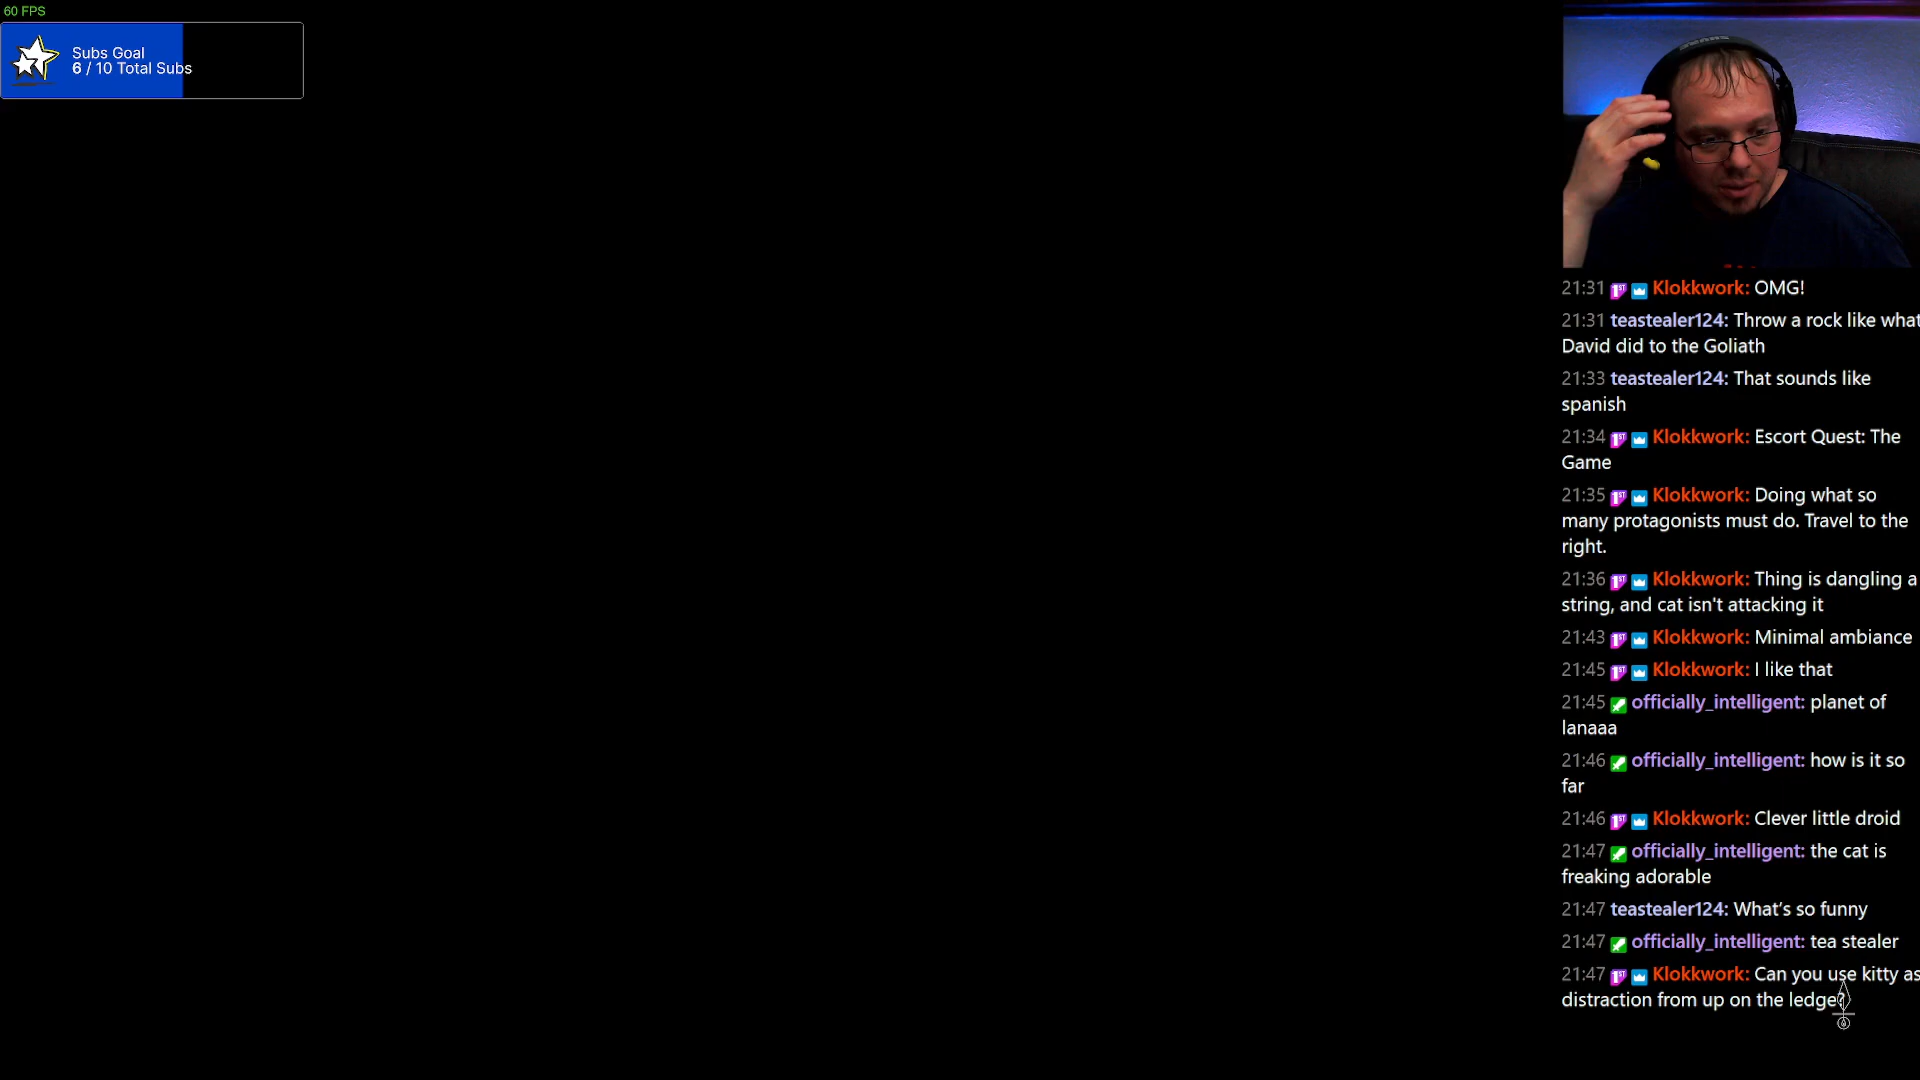 60 FPS
Subs Goal
6 / 10 Total Subs
21:31 Klokkwork: OMG!
21:31 teastealer124: Throw a rock like what
David did to the Goliath
21:33 teastealer124: That sounds like
spanish
21:34 Klokkwork: Escort Quest: The
Game
21:35 Klokkwork: Doing what so
many protagonists must do. Travel to the
right.
21:36 Klokkwork: Thing is dangling a
string, and cat isn't attacking it
21:43 Klokkwork: Minimal ambiance
21:45 Klokkwork: I like that
21:45 officially_intelligent: planet of
lanaaa
21:46 officially_intelligent: how is it so
far
21:46 Klokkwork: Clever little droid
21:47 officially_intelligent: the cat is
freaking adorable
21:47 teastealer124: What's so funny
21:47 officially_intelligent: tea stealer
21:47 Klokkwork: Can you use kitty as
distraction from up on the ledge?